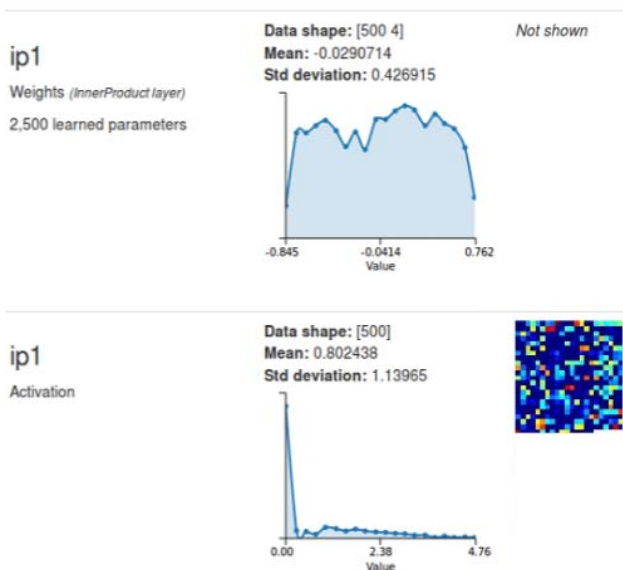 ip1
Weights (InnerProduct layer)
2,500 learned parameters
Data shape: [500 4]
Mean: -0.0290714
Std deviation: 0.426915
-0.845 -0.0414 0.762
Value
Not shown
ip1
Activation
Data shape: [500]
Mean: 0.802438
Std deviation: 1.13965
0.00 2.38 4.76
Value